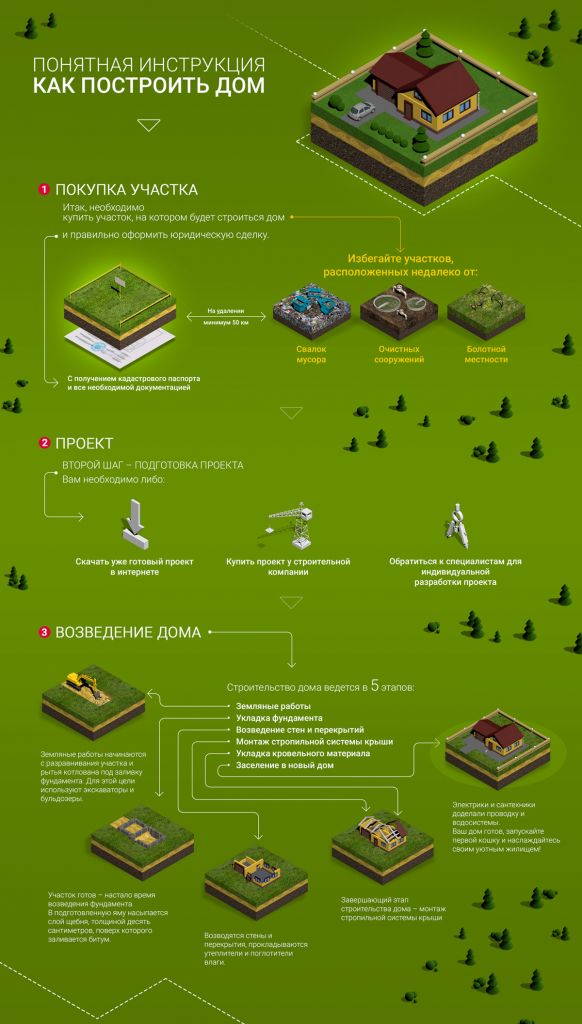 ПОНЯТНАЯ ИНСТРУКЦИЯ
КАК ПОСТРОИТЬ ДОМ
1 ПОКУПКА УЧАСТКА
Итак, необходимо
купить участок, на котором будет строиться дом
и правильно оформить юридическую сделку.
Избегайте участков,
расположенных недалеко от:
На удалении
минимум 50 км
Свалок
мусора
Очистных
сооружений
Болотной
местности
С получением кадастрового паспорта
и все необходимой документацией
2 ПРОЕКТ
ВТОРОЙ ШАГ – ПОДГОТОВКА ПРОЕКТА
Вам необходимо либо:
Скачать уже готовый проект
в интернете
Купить проект у строительной
компании
Обратиться к специалистам для
индивидуальной
разработки проекта
3 ВОЗВЕДЕНИЕ ДОМА
Строительство дома ведется в 5 этапов:
Земляные работы
Укладка фундамента
Возведение стен и перекрытий
Монтаж стропильной системы крыши
Укладка кровельного материала
Заселение в новый дом
Земляные работы начинаются
с разравнивания участка и
рытья котлована под заливку
фундамента. Для этой цели
используют экскаваторы и
бульдозеры.
Электрики и сантехники
доделали проводку и
водосистемы.
Ваш дом готов, запускайте
первой кошку и наслаждайтесь
своим уютным жилищем!
Участок готов – настало время
возведения фундамента.
В подготовленную яму насыпается
слой щебня, толщиной десять
сантиметров, поверх которого
заливается битум.
Возводятся стены и
перекрытия, прокладываются
утеплители и поглотители
влаги.
Завершающий этап
строительства дома – монтаж
стропильной системы крыши